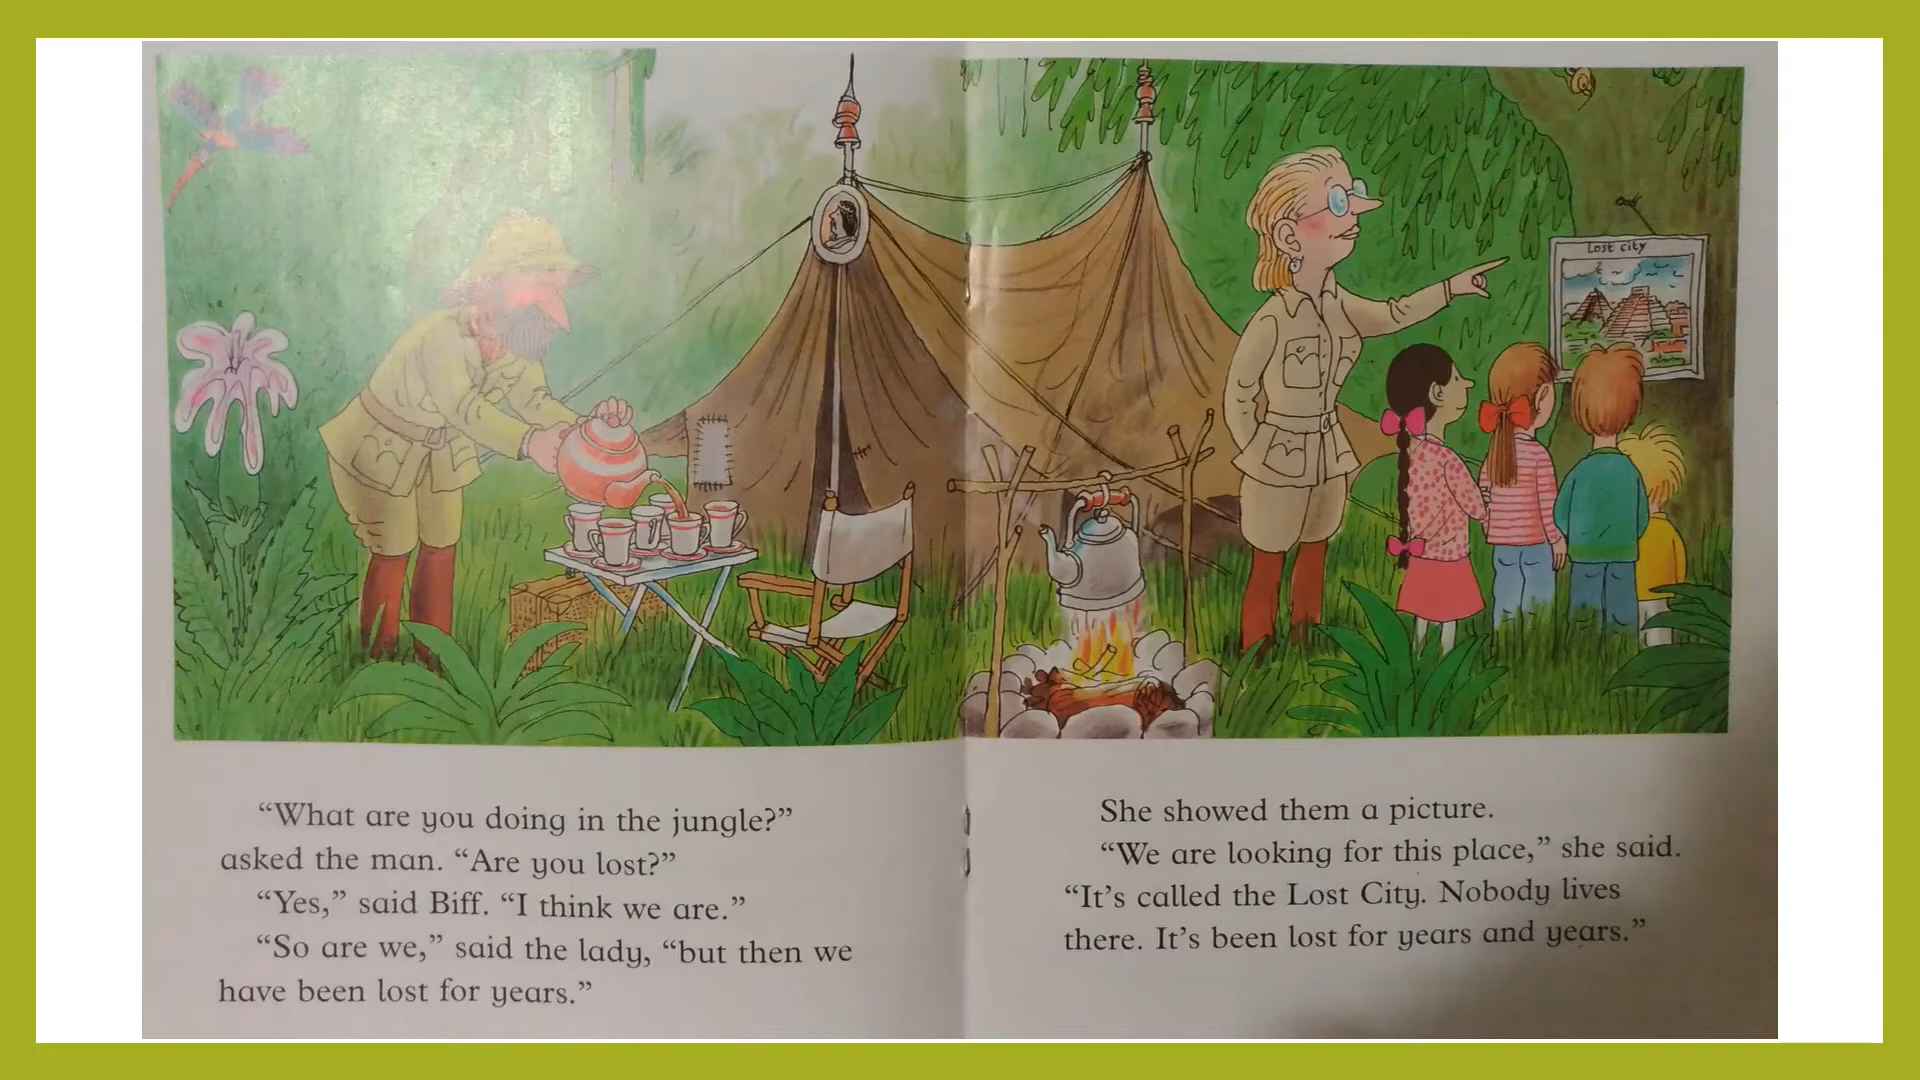 Lost city
“What are you doing in the jungle?”
asked the man. “Are you lost?”
“Yes,” said Biff. “I think we are.”
“So are we,” said the lady, “but then we
have been lost for years.”
She showed them a picture.
“We are looking for this place,” she said.
“It’s called the Lost City. Nobody lives
there. It’s been lost for years and years.”